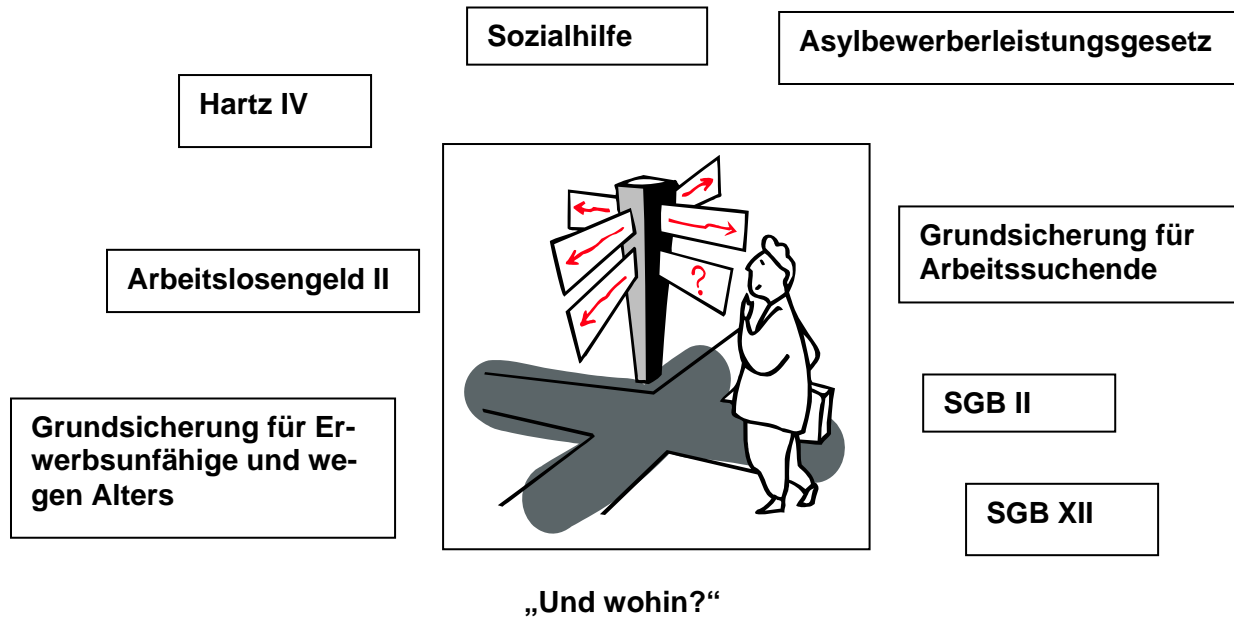 Sozialhilfe
Asylbewerberleistungsgesetz
Hartz IV
?
Grundsicherung für
Arbeitssuchende
Arbeitslosengeld II
SGB II
Grundsicherung für Er-
werbsunfähige und we-
gen Alters
SGB XII
„Und wohin?“